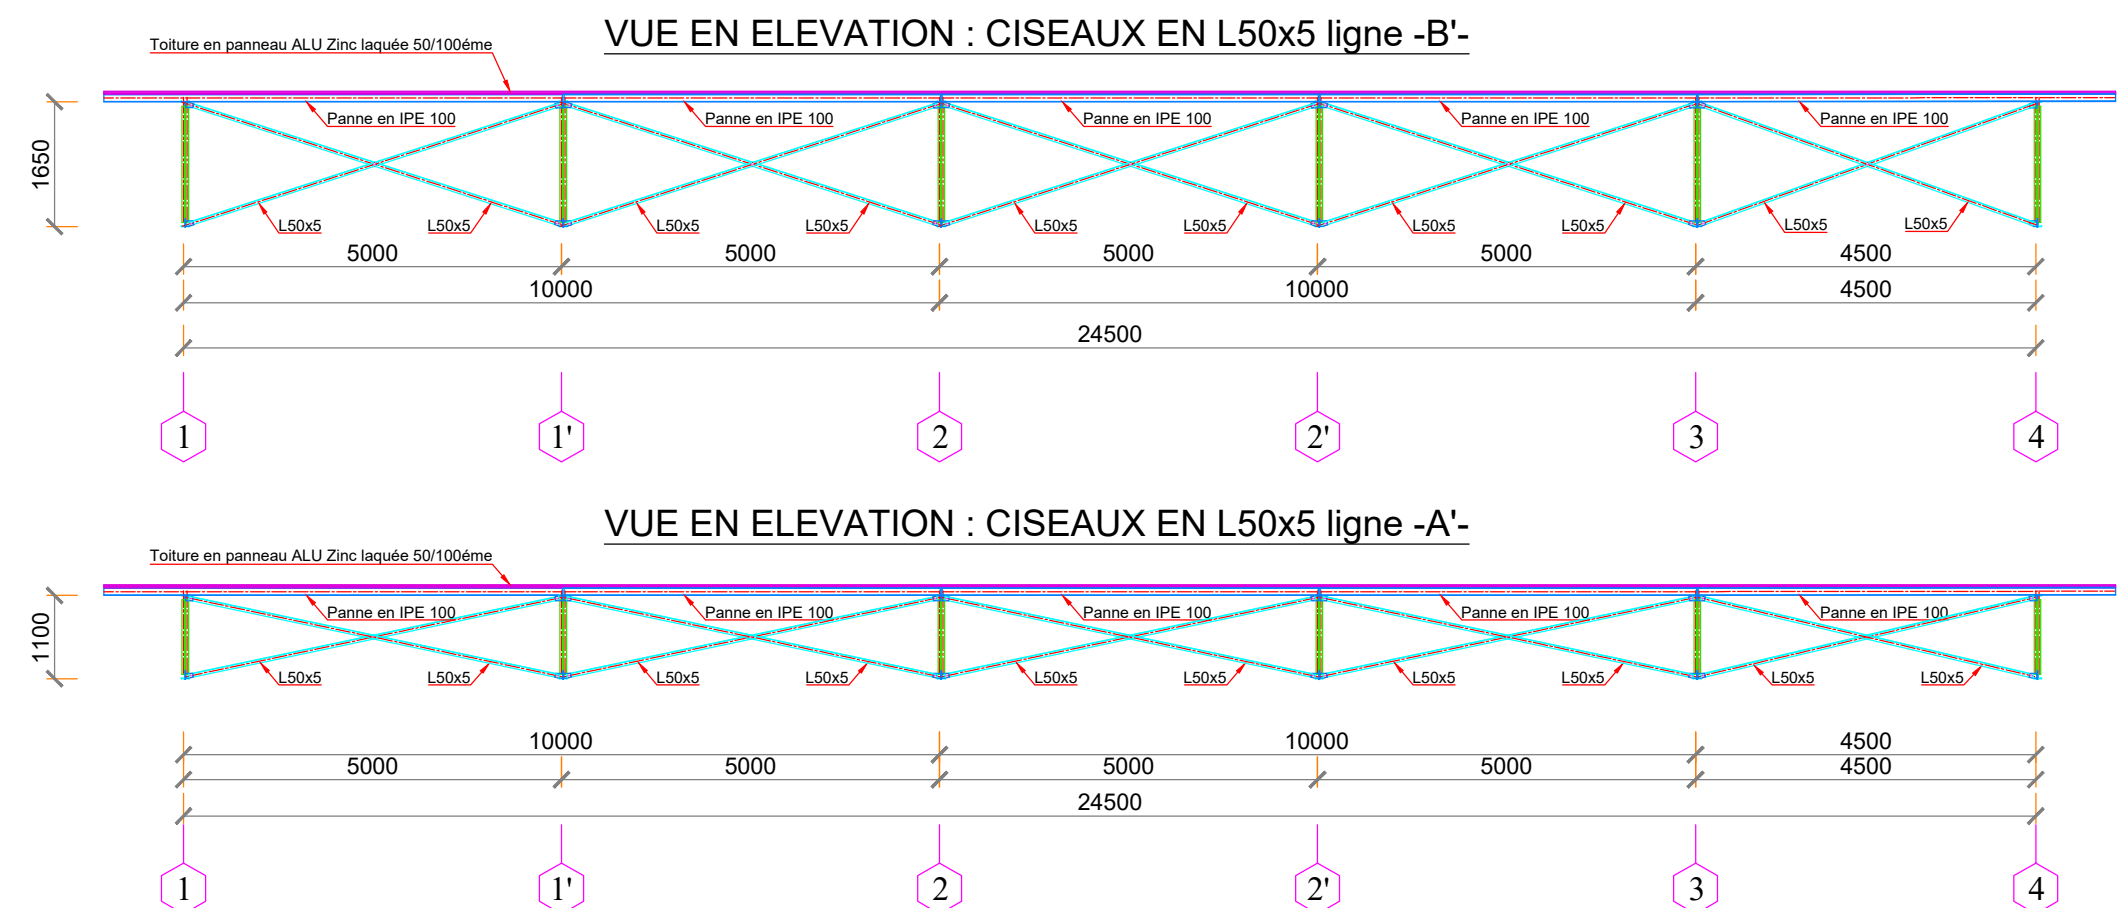 VUE EN ELEVATION : CISEAUX EN L50x5 ligne -B'-
Toiture en panneau ALU Zinc laquée 50/100éme
Panne en IPE 100 Panne en IPE 100 Panne en IPE 100 Panne en IPE 100 Panne en IPE 100
1650
L50x5 L50x5 L50x5 L50x5 L50x5 L50x5 L50x5 L50x5 L50x5 L50x5
5000 5000 5000 5000 4500
10000 10000 4500
24500
1 1' 2 2' 3 4
VUE EN ELEVATION : CISEAUX EN L50x5 ligne -A'-
Toiture en panneau ALU Zinc laquée 50/100éme
Panne en IPE 100 Panne en IPE 100 Panne en IPE 100 Panne en IPE 100 Panne en IPE 100
1100
L50x5 L50x5 L50x5 L50x5 L50x5 L50x5 L50x5 L50x5 L50x5 L50x5
10000 10000 4500
5000 5000 5000 5000 4500
24500
1 1' 2 2' 3 4